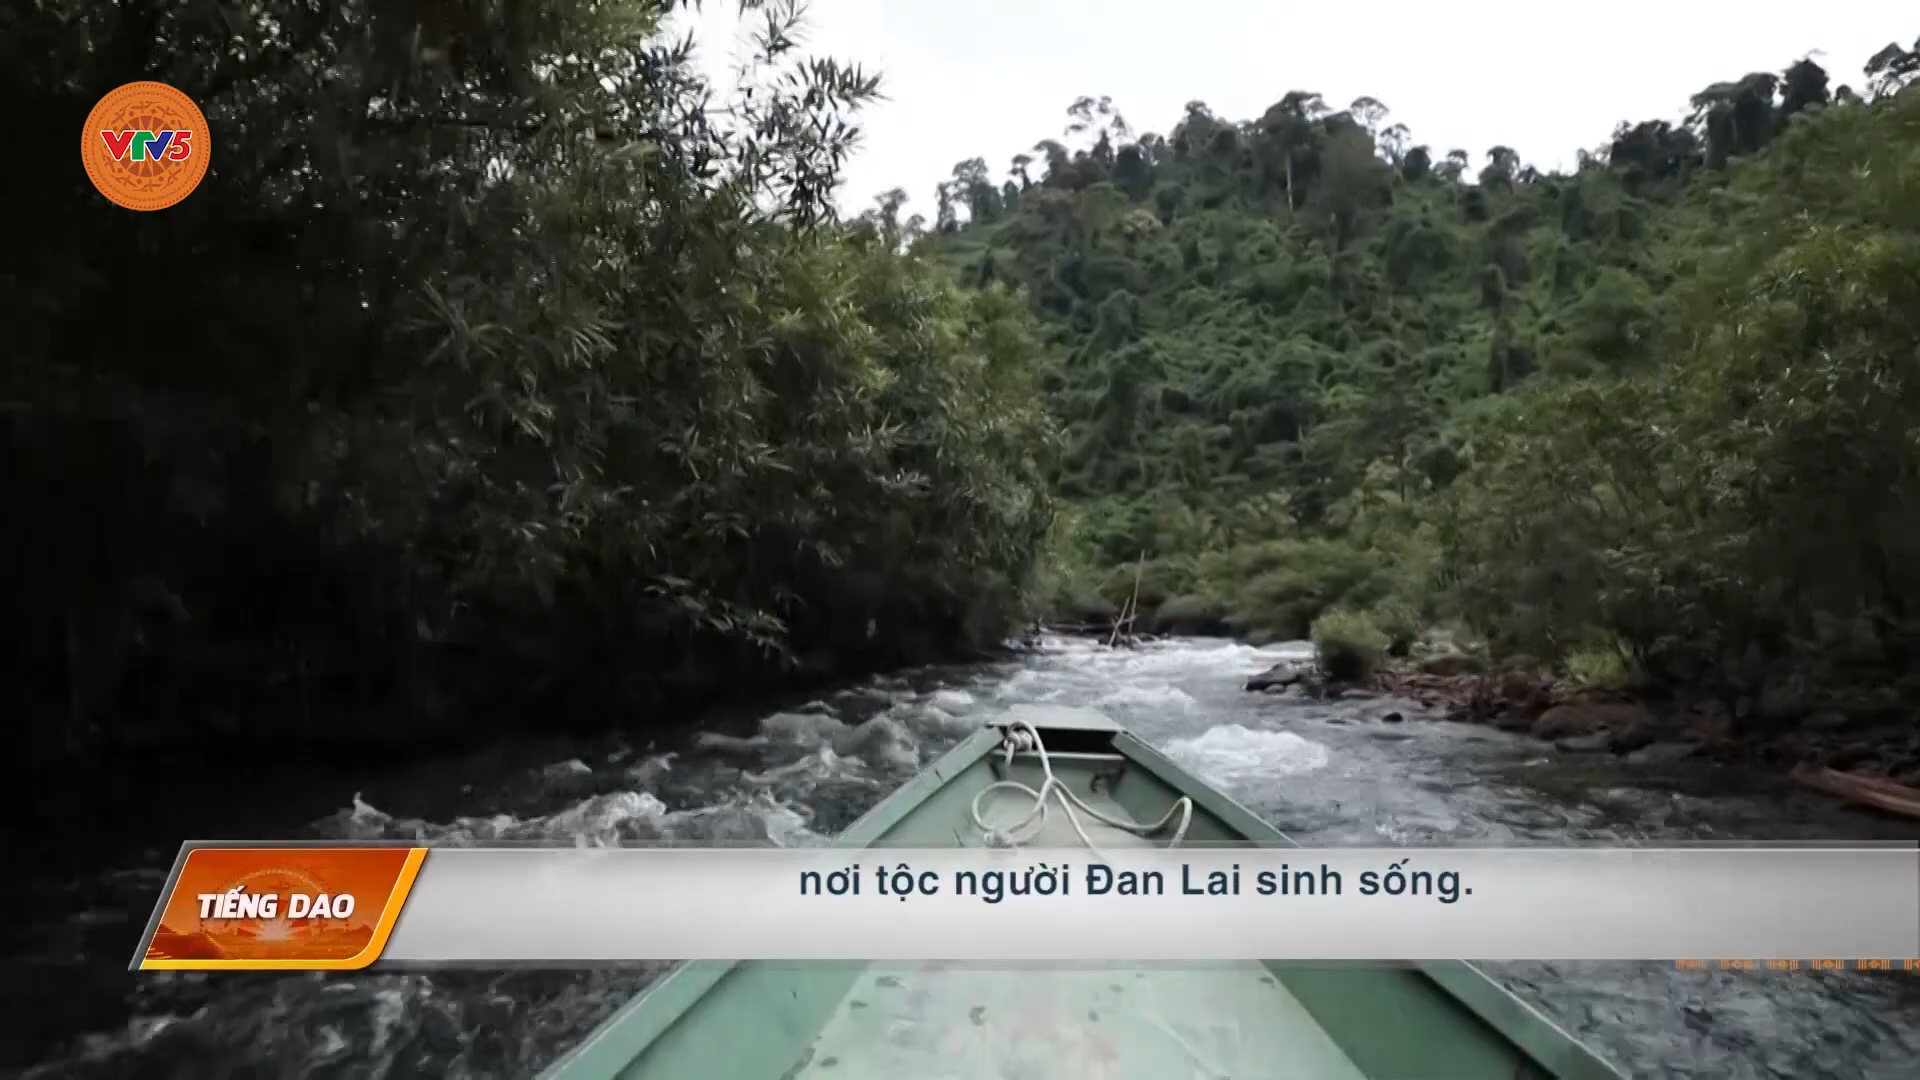 VTV5
nơi tộc người Đan Lai sinh sống.
TIẾNG DAO